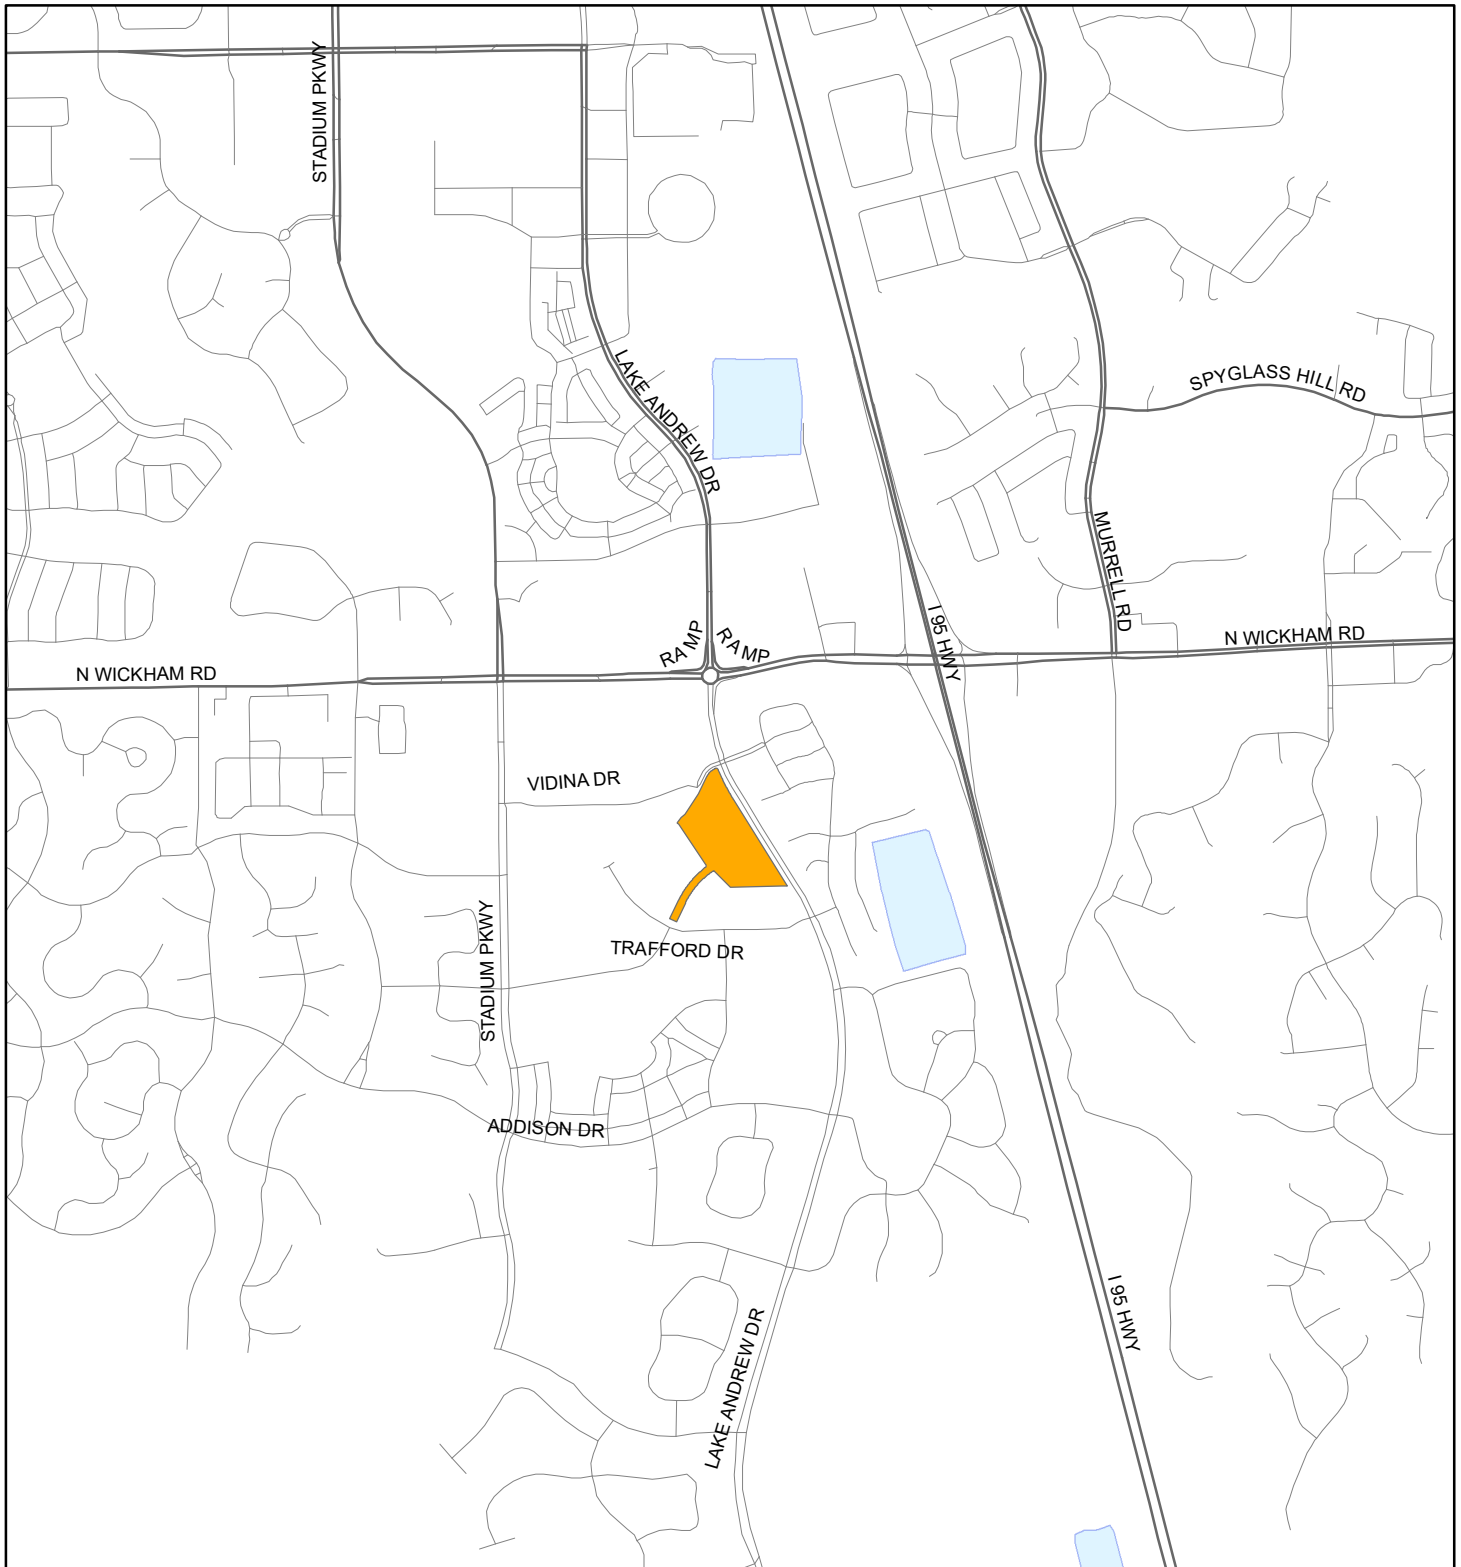 STADIUM PKWY
LAKE ANDREW DR
SPYGLASS HILL RD
MURRELL RD
I 95 HWY
RAMP
RAMP
N WICKHAM RD
N WICKHAM RD
VIDINA DR
STADIUM PKWY
TRAFFORD DR
ADDISON DR
I 95 HWY
LAKE ANDREW DR